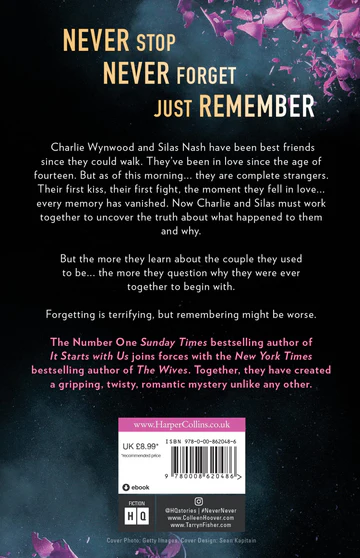 NEVER STOP
NEVER FORGET
JUST REMEMBER
Charlie Wynwood and Silas Nash have been best friends
since they could walk. They've been in love since the age of
fourteen. But as of this morning... they are complete strangers.
Their first kiss, their first fight, the moment they fell in love...
every memory has vanished. Now Charlie and Silas must work
together to uncover the truth about what happened to them
and why.
But the more they learn about the couple they used
to be... the more they question why they were ever
together to begin with.
Forgetting is terrifying, but remembering might be worse.
The Number One Sunday Times bestselling author of
It Starts with Us joins forces with the New York Times
bestselling author of The Wives. Together, they have created
a gripping, twisty, romantic mystery unlike any other.
www.HarperCollins.co.uk
UK £8.99*
*recommended price
ISBN 978-0-00-862048-6
9 780008 620486 >
ebook
FICTION
HQ
@HQstories | #NeverNever
www.ColleenHoover.com
www.TarrynFisher.com
Cover Photo: Getty Images. Cover Design: Sean Kapitain